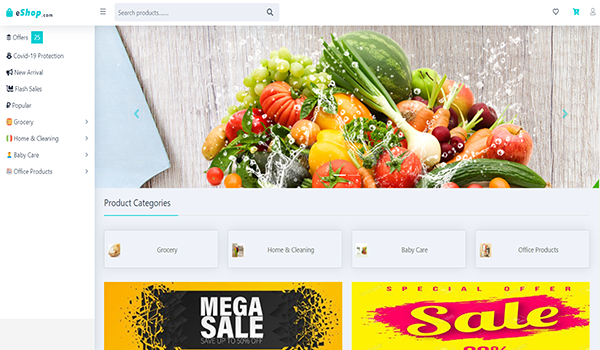 eShop.com
Search products......
Offers 25
Covid-19 Protection
New Arrival
Flash Sales
Popular
Grocery
Home & Cleaning
Baby Care
Office Products
Product Categories
Grocery
Home & Cleaning
Baby Care
Office Products
MEGA
SALE
SAVE UP TO 50% OFF
SPECIAL OFFER
Sale